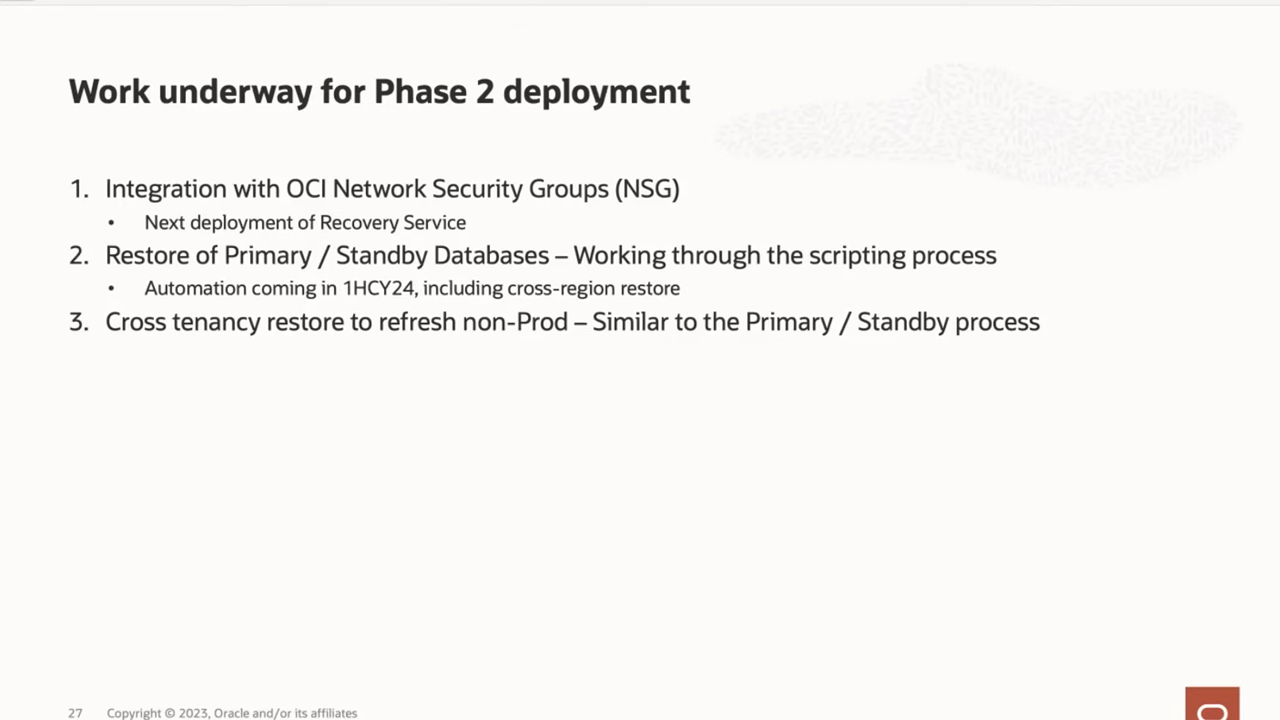 Work underway for Phase 2 deployment
1. Integration with OCI Network Security Groups (NSG)
• Next deployment of Recovery Service
2. Restore of Primary / Standby Databases – Working through the scripting process
• Automation coming in 1HCY24, including cross-region restore
3. Cross tenancy restore to refresh non-Prod – Similar to the Primary / Standby process
27 Copyright © 2023, Oracle and/or its affiliates